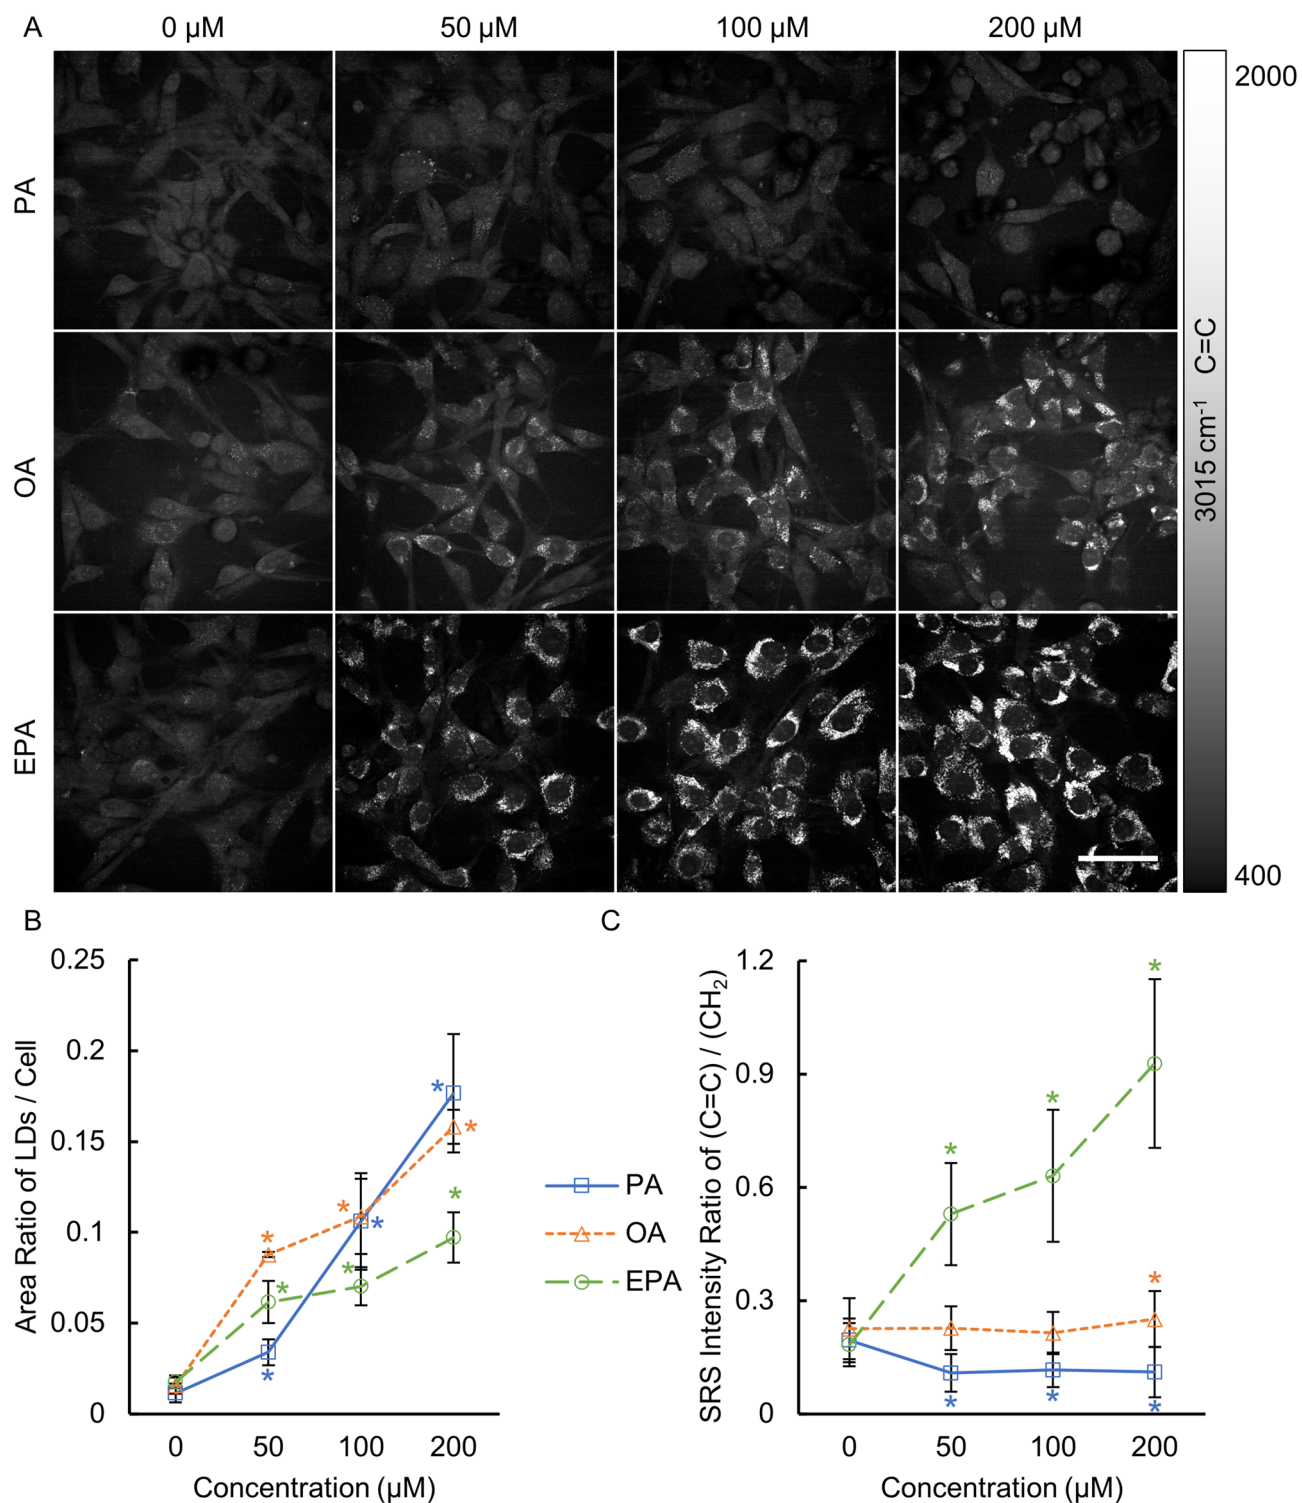 A
0 µM 50 µM 100 µM 200 µM
PA
OA
EPA
2000
3015 cm⁻¹ C=C
400
B
Area Ratio of LDs / Cell
0.25
0.2
0.15
0.1
0.05
0
0 50 100 200
Concentration (µM)
* * * * * * * * *
PA
OA
EPA
C
SRS Intensity Ratio of (C=C) / (CH₂)
1.2
0.9
0.6
0.3
0
0 50 100 200
Concentration (µM)
* * * * * * *